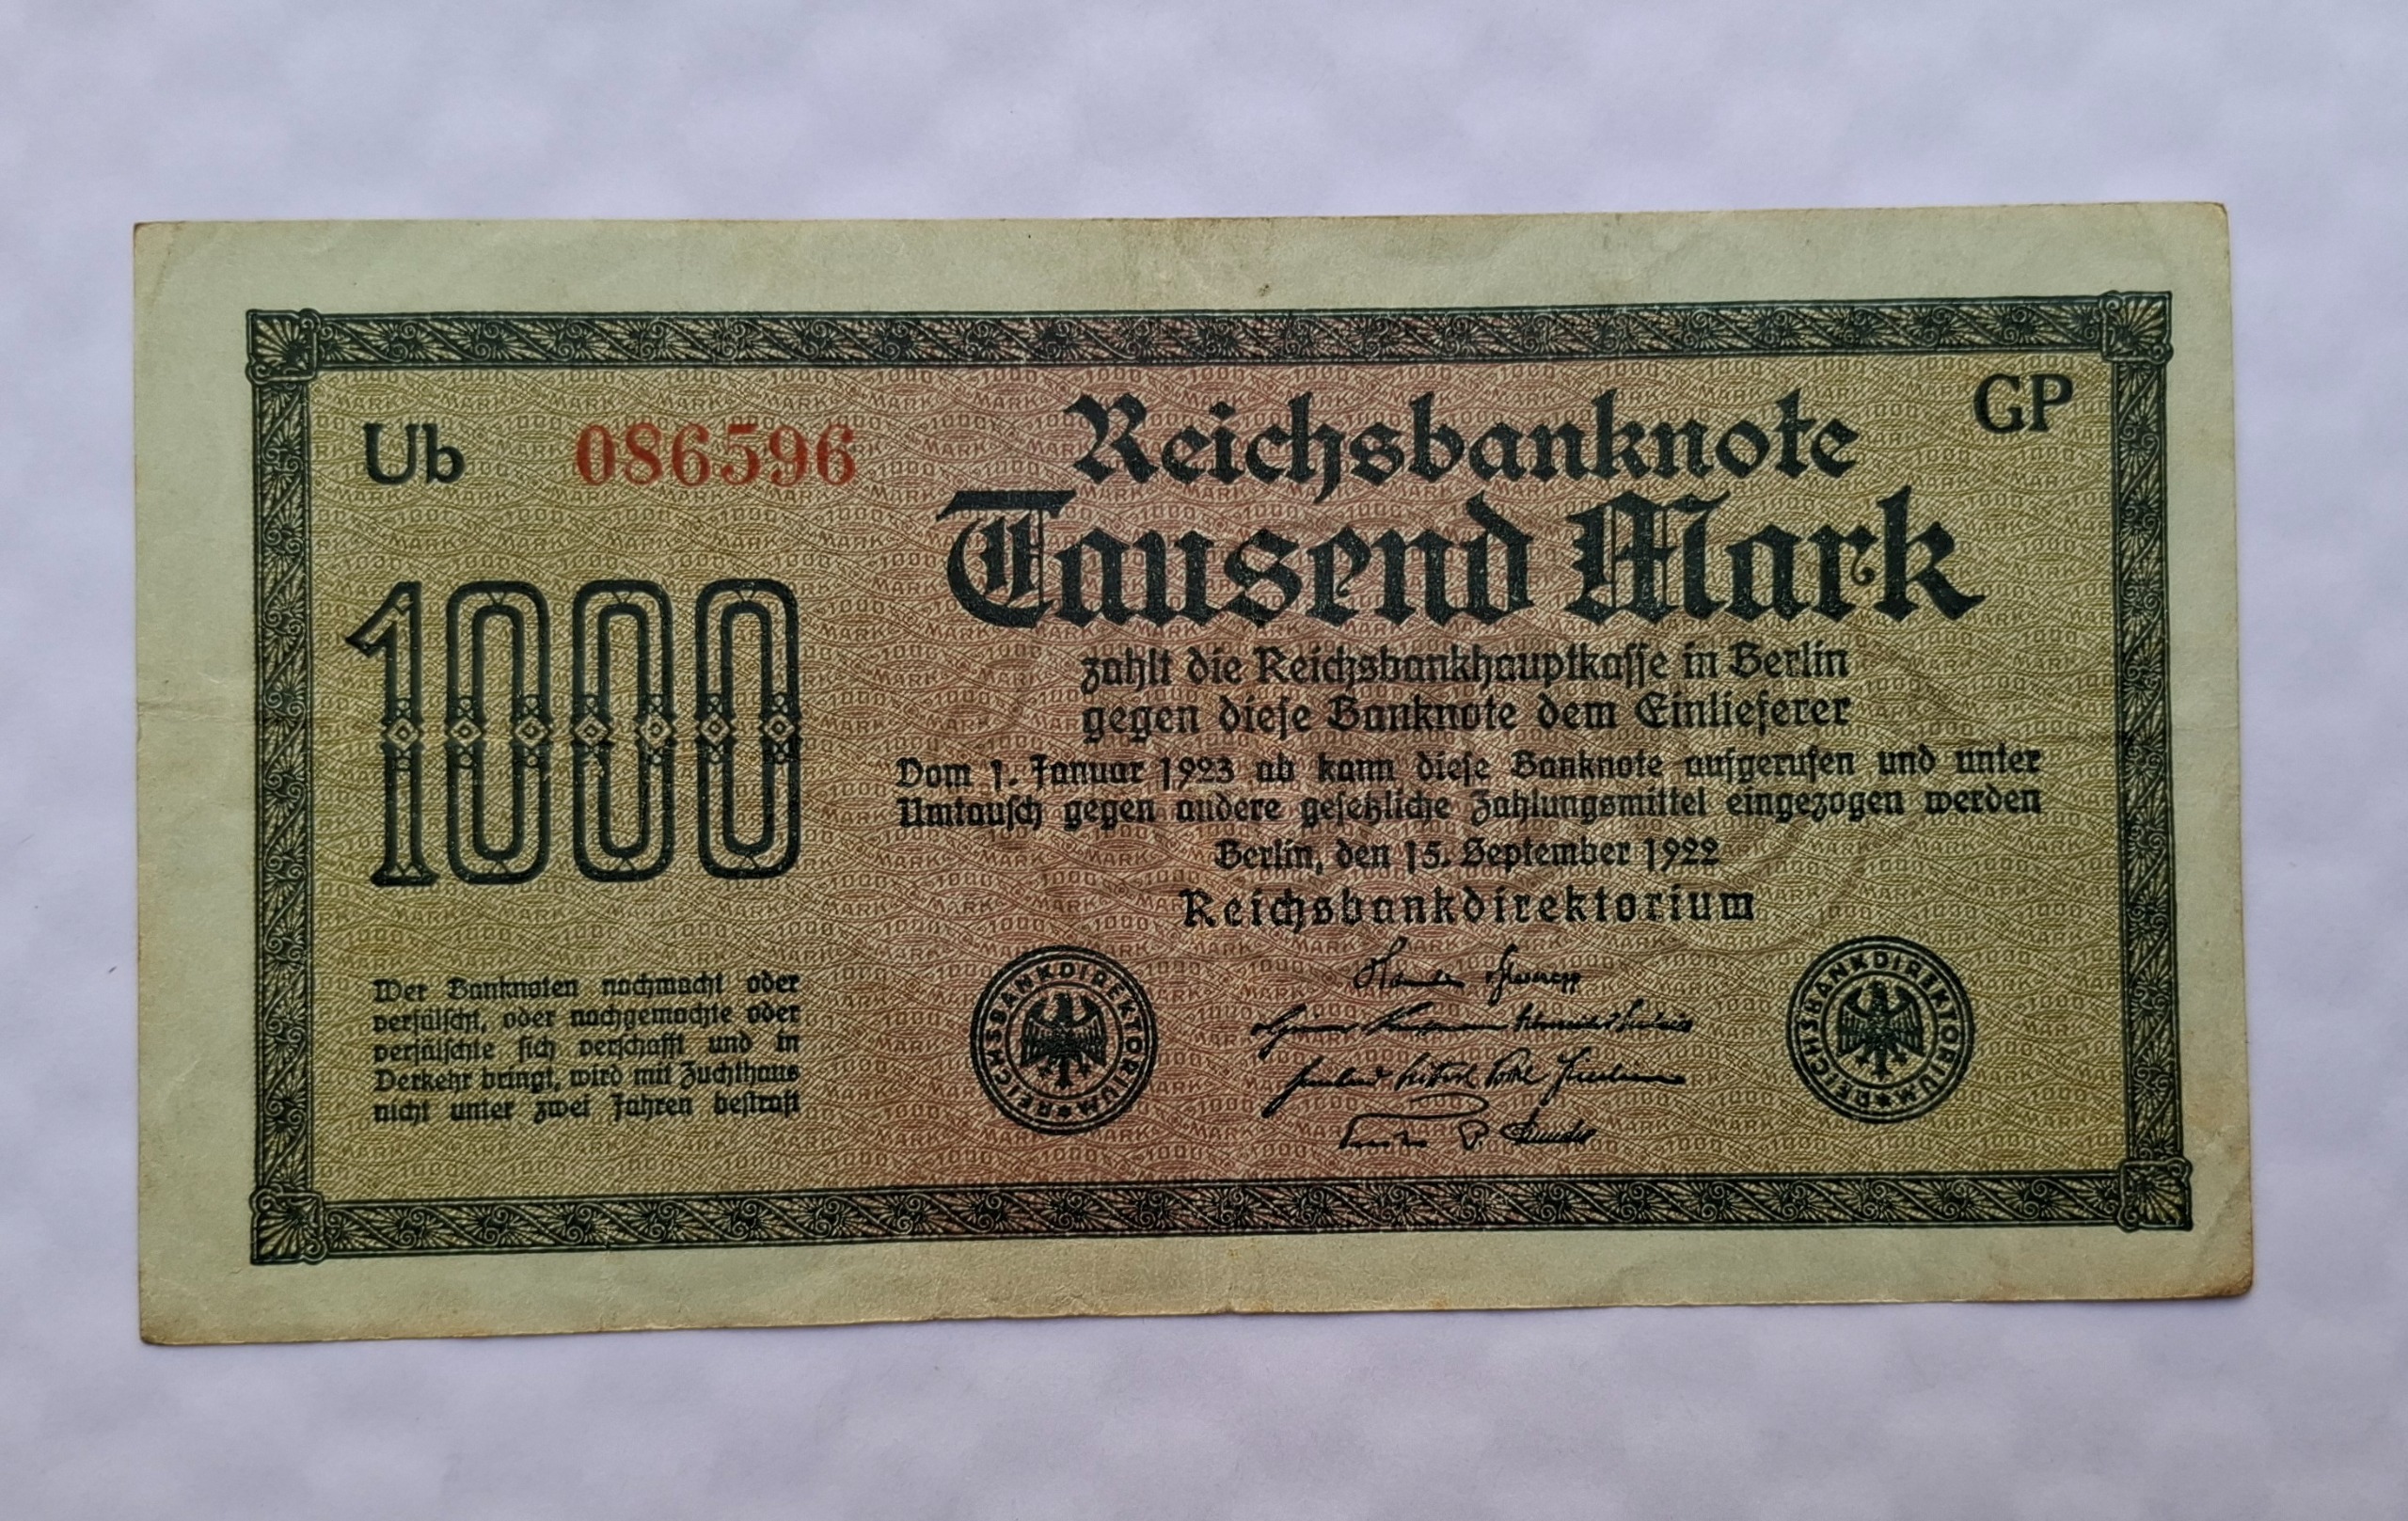 Ub 086596
GP
Reichsbanknote
Tausend Mark
1000
zahlt die Reichsbankhauptkasse in Berlin
gegen diese Banknote dem Einlieferer
Vom 1. Januar 1923 ab kann diese Banknote aufgerufen und unter
Umtausch gegen andere gesetzliche Zahlungsmittel eingezogen werden
Berlin, den 15. September 1922
Reichsbankdirektorium
Wer Banknoten nachmacht oder
verfälscht, oder nachgemachte oder
verfälschte sich verschafft und in
Verkehr bringt, wird mit Zuchthaus
nicht unter zwei Jahren bestraft
REICHSBANKDIREKTORIUM
REICHSBANKDIREKTORIUM